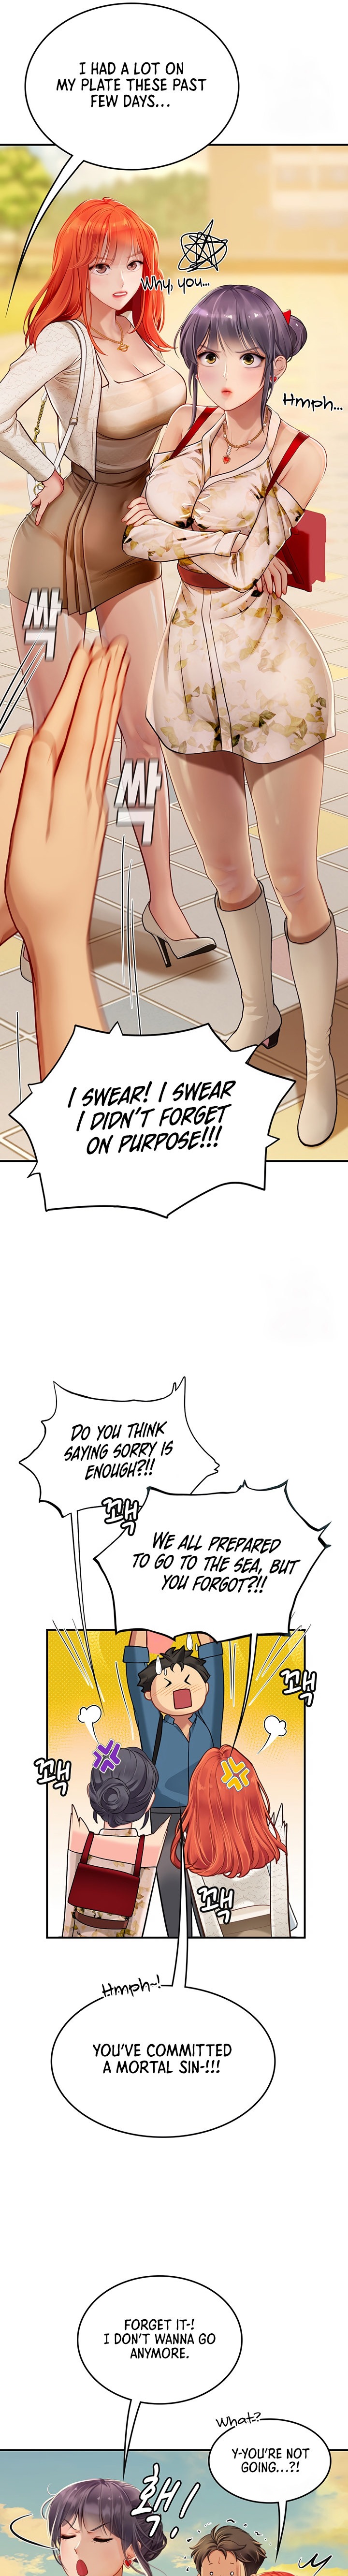 I HAD A LOT ON
MY PLATE THESE PAST
FEW DAYS...
Why, you...
Hmph...
싹
싹
I SWEAR! I SWEAR
I DIDN'T FORGET
ON PURPOSE!!!
DO YOU THINK
SAYING SORRY IS
ENOUGH?!!
꽥
WE ALL PREPARED
TO GO TO THE SEA, BUT
YOU FORGOT?!!
꽥
꽥
꽥
Hmph~!
YOU'VE COMMITTED
A MORTAL SIN-!!!
FORGET IT-!
I DON'T WANNA GO
ANYMORE.
What?
Y-YOU'RE NOT
GOING...?!
홱!